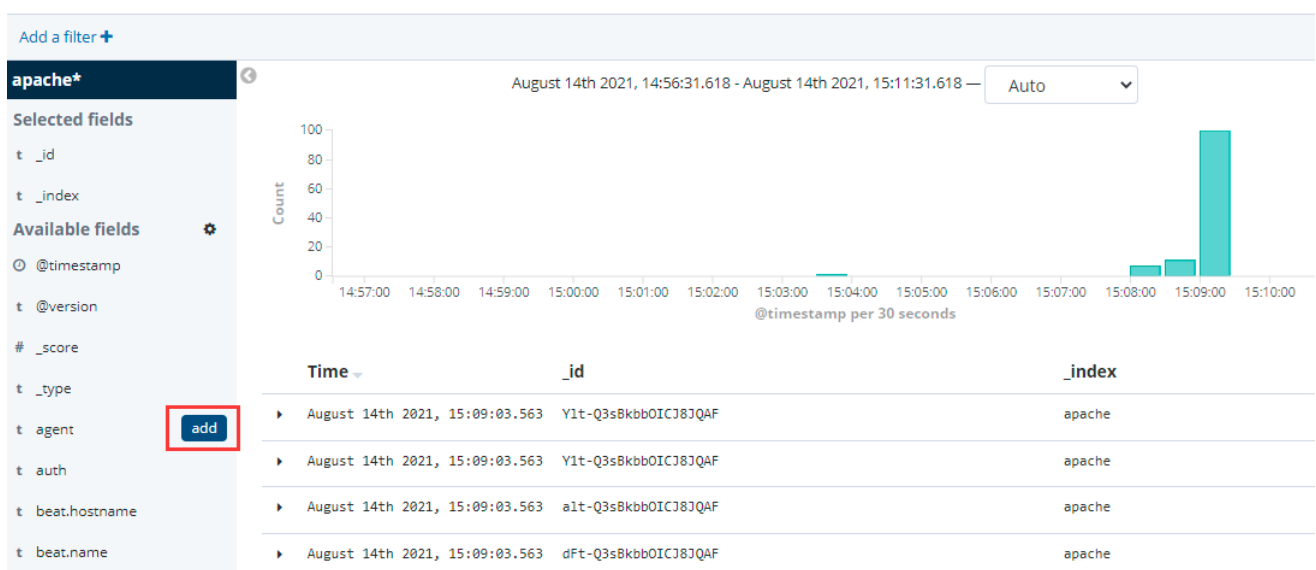 Add a filter +
apache*
Selected fields
t _id
t _index
Available fields
@timestamp
t @version
# _score
t _type
t agent add
t auth
t beat.hostname
t beat.name
August 14th 2021, 14:56:31.618 - August 14th 2021, 15:11:31.618 — Auto
Count
100
80
60
40
20
0
14:57:00 14:58:00 14:59:00 15:00:00 15:01:00 15:02:00 15:03:00 15:04:00 15:05:00 15:06:00 15:07:00 15:08:00 15:09:00 15:10:00
@timestamp per 30 seconds
Time _id _index
August 14th 2021, 15:09:03.563 Ylt-Q3sBkbbOICJ8JQAF apache
August 14th 2021, 15:09:03.563 Y1t-Q3sBkbbOICJ8JQAF apache
August 14th 2021, 15:09:03.563 alt-Q3sBkbbOICJ8JQAF apache
August 14th 2021, 15:09:03.563 dFt-Q3sBkbbOICJ8JQAF apache